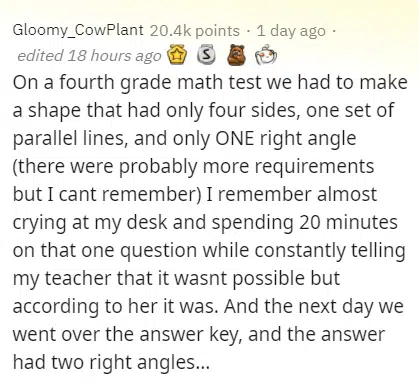 Gloomy_CowPlant 20.4k points · 1 day ago ·
edited 18 hours ago
On a fourth grade math test we had to make
a shape that had only four sides, one set of
parallel lines, and only ONE right angle
(there were probably more requirements
but I cant remember) I remember almost
crying at my desk and spending 20 minutes
on that one question while constantly telling
my teacher that it wasnt possible but
according to her it was. And the next day we
went over the answer key, and the answer
had two right angles...